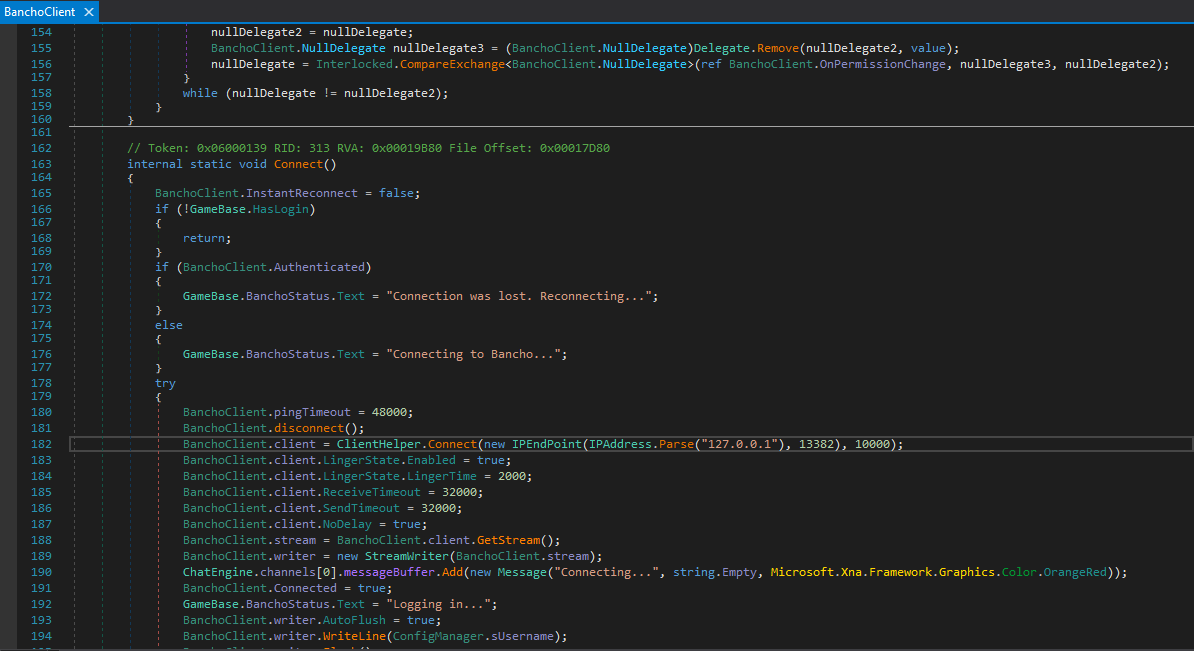 BanchoClient ✕
154 nullDelegate2 = nullDelegate;
155 BanchoClient.NullDelegate nullDelegate3 = (BanchoClient.NullDelegate)Delegate.Remove(nullDelegate2, value);
156 nullDelegate = Interlocked.CompareExchange<BanchoClient.NullDelegate>(ref BanchoClient.OnPermissionChange, nullDelegate3, nullDelegate2);
157 }
158 while (nullDelegate != nullDelegate2);
159 }
160 }
161
162 // Token: 0x06000139 RID: 313 RVA: 0x00019B80 File Offset: 0x00017D80
163 internal static void Connect()
164 {
165 BanchoClient.InstantReconnect = false;
166 if (!GameBase.HasLogin)
167 {
168 return;
169 }
170 if (BanchoClient.Authenticated)
171 {
172 GameBase.BanchoStatus.Text = "Connection was lost. Reconnecting...";
173 }
174 else
175 {
176 GameBase.BanchoStatus.Text = "Connecting to Bancho...";
177 }
178 try
179 {
180 BanchoClient.pingTimeout = 48000;
181 BanchoClient.disconnect();
182 BanchoClient.client = ClientHelper.Connect(new IPEndPoint(IPAddress.Parse("127.0.0.1"), 13382), 10000);
183 BanchoClient.client.LingerState.Enabled = true;
184 BanchoClient.client.LingerState.LingerTime = 2000;
185 BanchoClient.client.ReceiveTimeout = 32000;
186 BanchoClient.client.SendTimeout = 32000;
187 BanchoClient.client.NoDelay = true;
188 BanchoClient.stream = BanchoClient.client.GetStream();
189 BanchoClient.writer = new StreamWriter(BanchoClient.stream);
190 ChatEngine.channels[0].messageBuffer.Add(new Message("Connecting...", string.Empty, Microsoft.Xna.Framework.Graphics.Color.OrangeRed));
191 BanchoClient.Connected = true;
192 GameBase.BanchoStatus.Text = "Logging in...";
193 BanchoClient.writer.AutoFlush = true;
194 BanchoClient.writer.WriteLine(ConfigManager.sUsername);